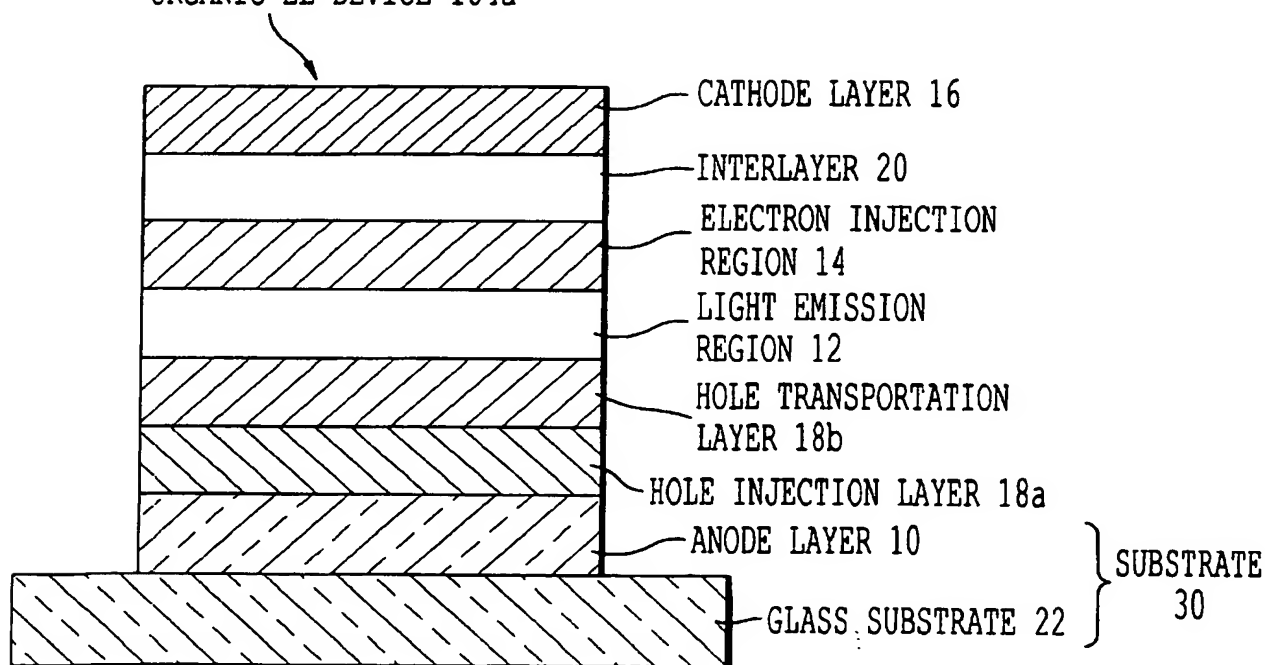 CATHODE LAYER 16
INTERLAYER 20
ELECTRON INJECTION
REGION 14
LIGHT EMISSION
REGION 12
HOLE TRANSPORTATION
LAYER 18b
HOLE INJECTION LAYER 18a
ANODE LAYER 10
SUBSTRATE
30
GLASS SUBSTRATE 22